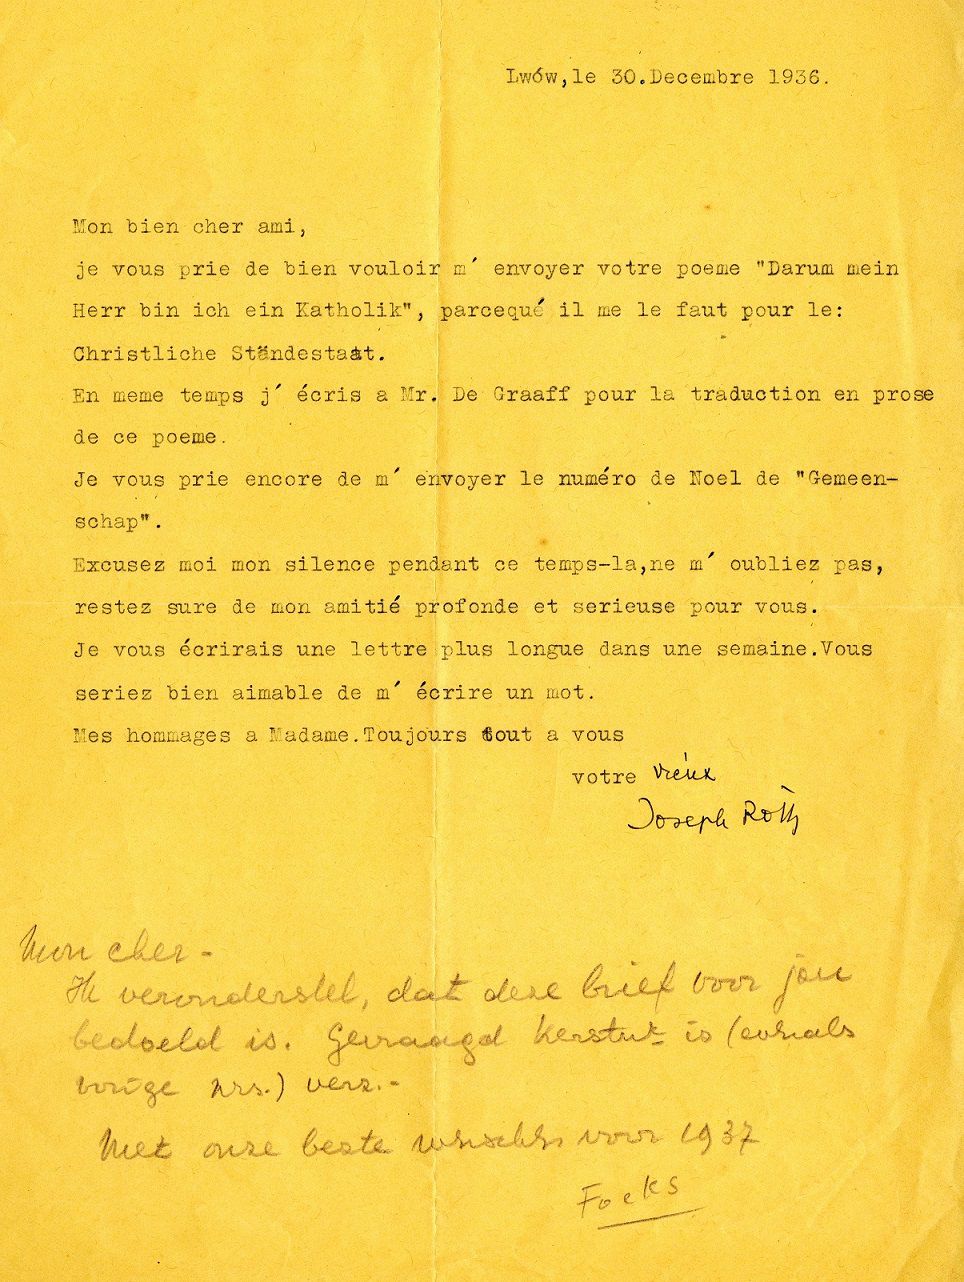 Lwów,le 30.Decembre 1936.
Mon bien cher ami,
je vous prie de bien vouloir m´ envoyer votre poeme "Darum mein
Herr bin ich ein Katholik", parcequé il me le faut pour le:
Christliche Ständestaat.
En meme temps j´ écris a Mr. De Graaff pour la traduction en prose
de ce poeme.
Je vous prie encore de m´ envoyer le numéro de Noel de "Gemeen-
schap".
Excusez moi mon silence pendant ce temps-la,ne m´ oubliez pas,
restez sure de mon amitié profonde et serieuse pour vous.
Je vous écrirais une lettre plus longue dans une semaine.Vous
seriez bien aimable de m´ écrire un mot.
Mes hommages a Madame.Toujours tout a vous
votre vieux
Joseph Roth
Mon cher -
Ik veronderstel, dat deze brief voor jou
bedoeld is. Gevraagd kerstnr is (evenals
vorige nrs.) verz.-
Met onze beste wenschen voor 1937
Focks